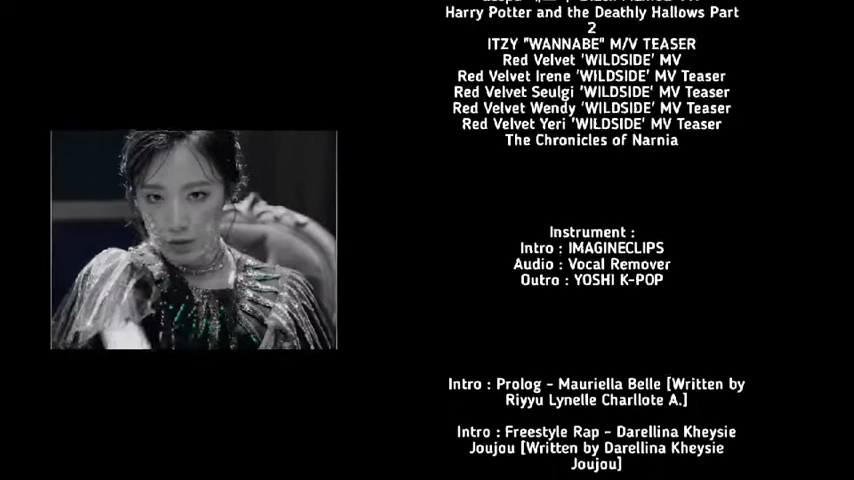 Harry Potter and the Deathly Hallows Part
2
ITZY "WANNABE" M/V TEASER
Red Velvet 'WILDSIDE' MV
Red Velvet Irene 'WILDSIDE' MV Teaser
Red Velvet Seulgi 'WILDSIDE' MV Teaser
Red Velvet Wendy 'WILDSIDE' MV Teaser
Red Velvet Yeri 'WILDSIDE' MV Teaser
The Chronicles of Narnia
Instrument :
Intro : IMAGINECLIPS
Audio : Vocal Remover
Outro : YOSHI K-POP
Intro : Prolog - Mauriella Belle [Written by
Riyyu Lynelle Charllote A.]
Intro : Freestyle Rap - Darellina Kheysie
Joujou [Written by Darellina Kheysie
Joujou]